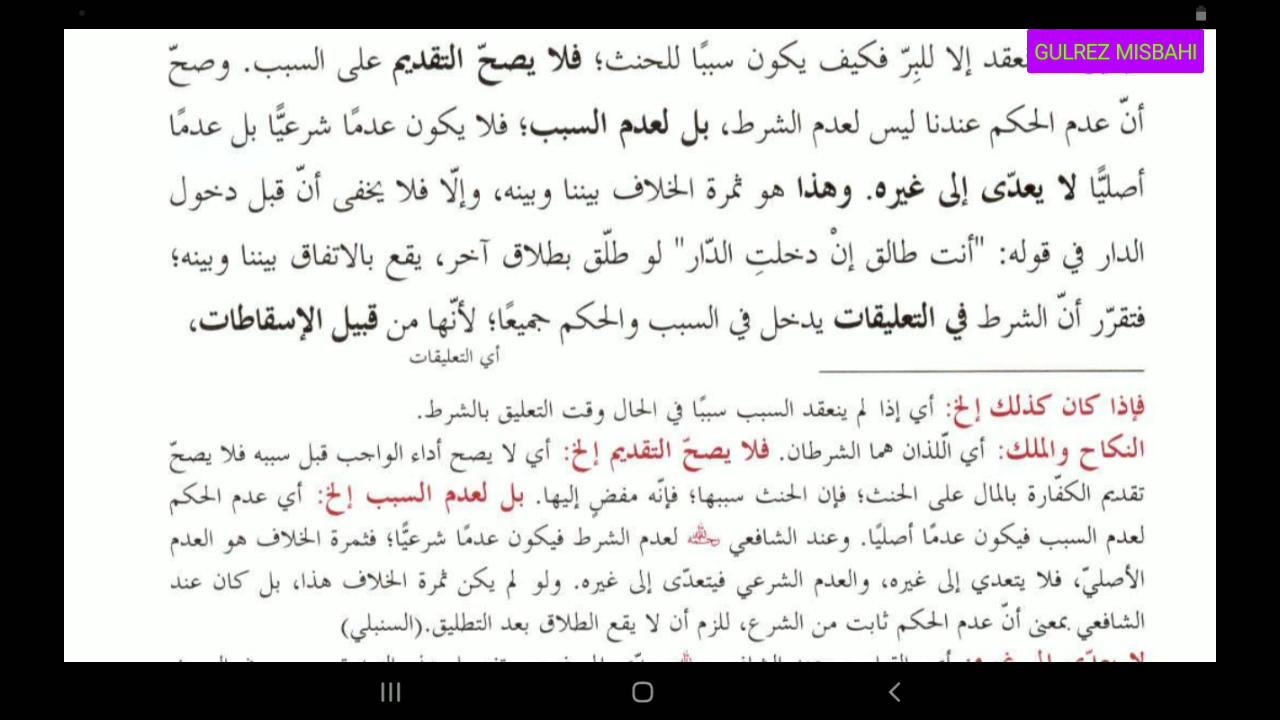 GULREZ MISBAHI
إلا للبِرّ فكيف يكون سببًا للحنث؛ فلا يصحّ التقديم على السبب. وصحّ
أنّ عدم الحكم عندنا ليس لعدم الشرط، بل لعدم السبب؛ فلا يكون عدمًا شرعيًّا بل عدمًا
أصليًّا لا يعدّى إلى غيره. وهذا هو ثمرة الخلاف بيننا وبينه، وإلّا فلا يخفى أنّ قبل دخول
الدار في قوله: "أنت طالق إنْ دخلتِ الدّار" لو طلّق بطلاق آخر، يقع بالاتفاق بيننا وبينه؛
فتقرّر أنّ الشرط في التعليقات يدخل في السبب والحكم جميعًا؛ لأنّها من قبيل الإسقاطات،
أي التعليقات
فإذا كان كذلك إلخ: أي إذا لم ينعقد السبب سببًا في الحال وقت التعليق بالشرط.
النكاح والملك: أي الّلذان هما الشرطان. فلا يصحّ التقديم إلخ: أي لا يصح أداء الواجب قبل سببه فلا يصحّ
تقديم الكفّارة بالمال على الحنث؛ فإن الحنث سببها؛ فإنّه مفضٍ إليها. بل لعدم السبب إلخ: أي عدم الحكم
لعدم السبب فيكون عدمًا أصليًا. وعند الشافعي لعدم الشرط فيكون عدمًا شرعيًّا؛ فثمرة الخلاف هو العدم
الأصليّ، فلا يتعدي إلى غيره، والعدم الشرعي فيتعدّى إلى غيره. ولو لم يكن ثمرة الخلاف هذا، بل كان عند
الشافعي بمعنى أنّ عدم الحكم ثابت من الشرع، للزم أن لا يقع الطلاق بعد التطليق.(السنبلي)